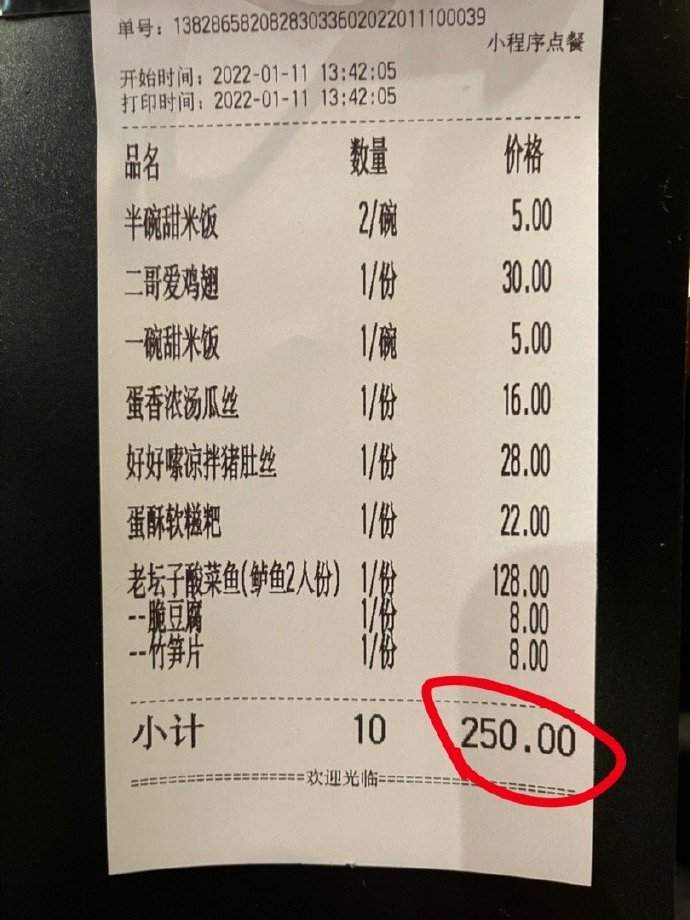 单号：13828658208283033602022011100039
小程序点餐
开始时间：2022-01-11 13:42:05
打印时间：2022-01-11 13:42:05
品名 数量 价格
半碗甜米饭 2/碗 5.00
二哥爱鸡翅 1/份 30.00
一碗甜米饭 1/碗 5.00
蛋香浓汤瓜丝 1/份 16.00
好好嗦凉拌猪肚丝 1/份 28.00
蛋酥软糍粑 1/份 22.00
老坛子酸菜鱼(鲈鱼2人份) 1/份 128.00
--脆豆腐 1/份 8.00
--竹笋片 1/份 8.00
小计 10 250.00
欢迎光临